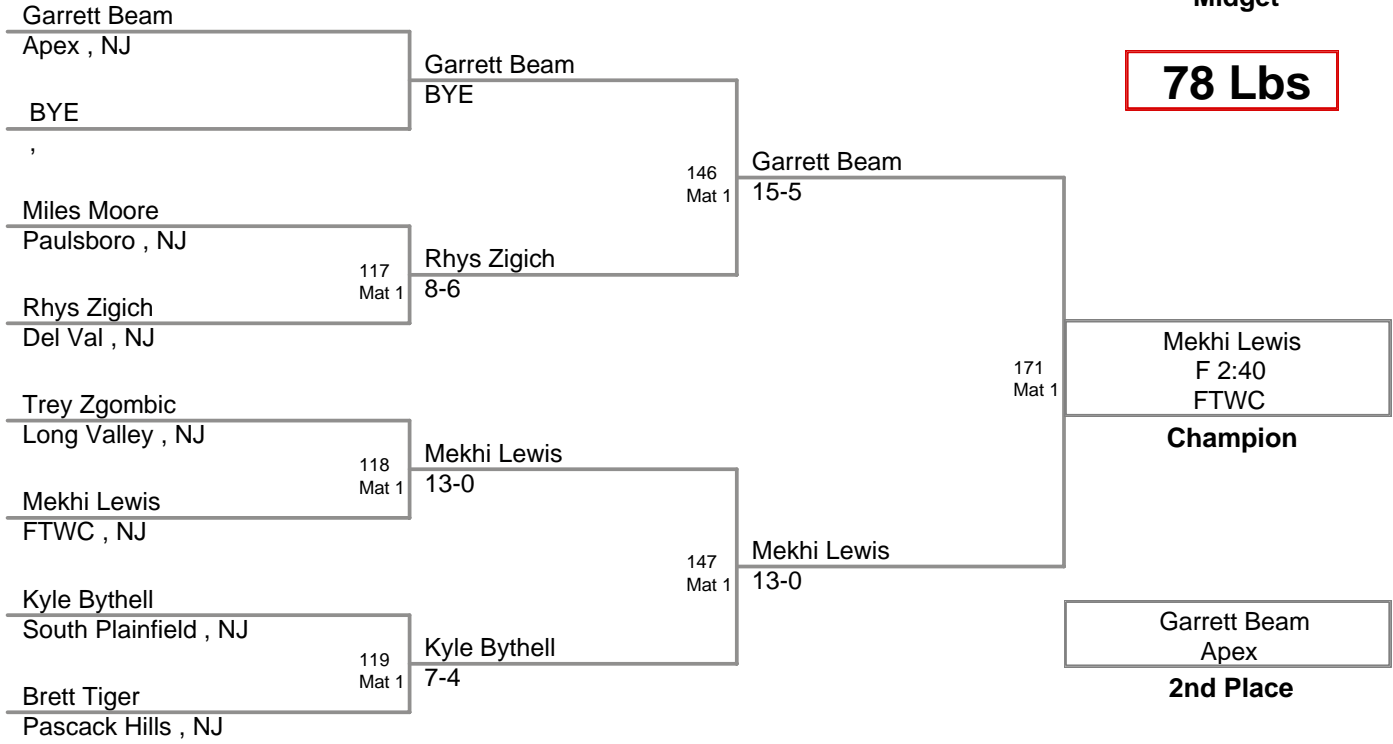 Midget
78 Lbs
Garrett Beam
Apex , NJ
BYE
,
Miles Moore
Paulsboro , NJ
Rhys Zigich
Del Val , NJ
Trey Zgombic
Long Valley , NJ
Mekhi Lewis
FTWC , NJ
Kyle Bythell
South Plainfield , NJ
Brett Tiger
Pascack Hills , NJ
Garrett Beam
BYE
117
Mat 1
Rhys Zigich
8-6
118
Mat 1
Mekhi Lewis
13-0
119
Mat 1
Kyle Bythell
7-4
146
Mat 1
Garrett Beam
15-5
147
Mat 1
Mekhi Lewis
13-0
171
Mat 1
Mekhi Lewis
F 2:40
FTWC
Champion
Garrett Beam
Apex
2nd Place